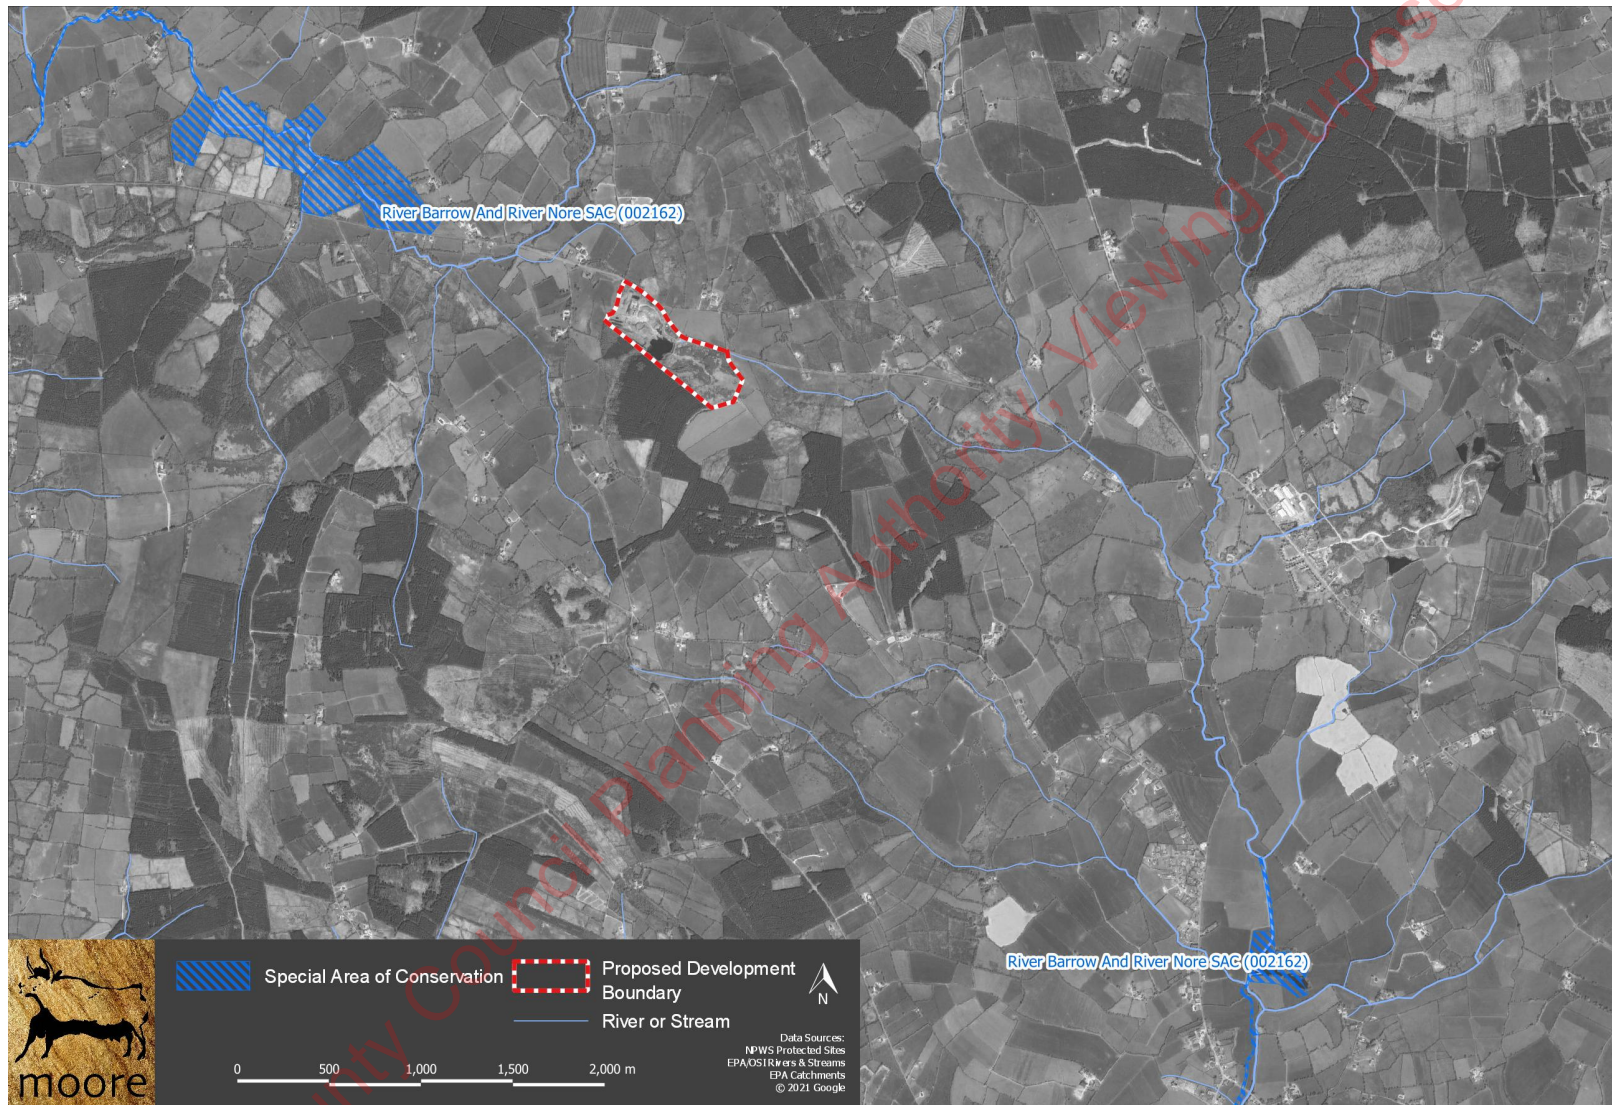 River Barrow And River Nore SAC (002162)
River Barrow And River Nore SAC (002162)
Special Area of Conservation
Proposed Development
Boundary
River or Stream
N
0 500 1,000 1,500 2,000 m
Data Sources:
NPWS Protected Sites
EPA/OSI Rivers & Streams
EPA Catchments
© 2021 Google
moore
unty Council Planning Authority, Viewing Purpose